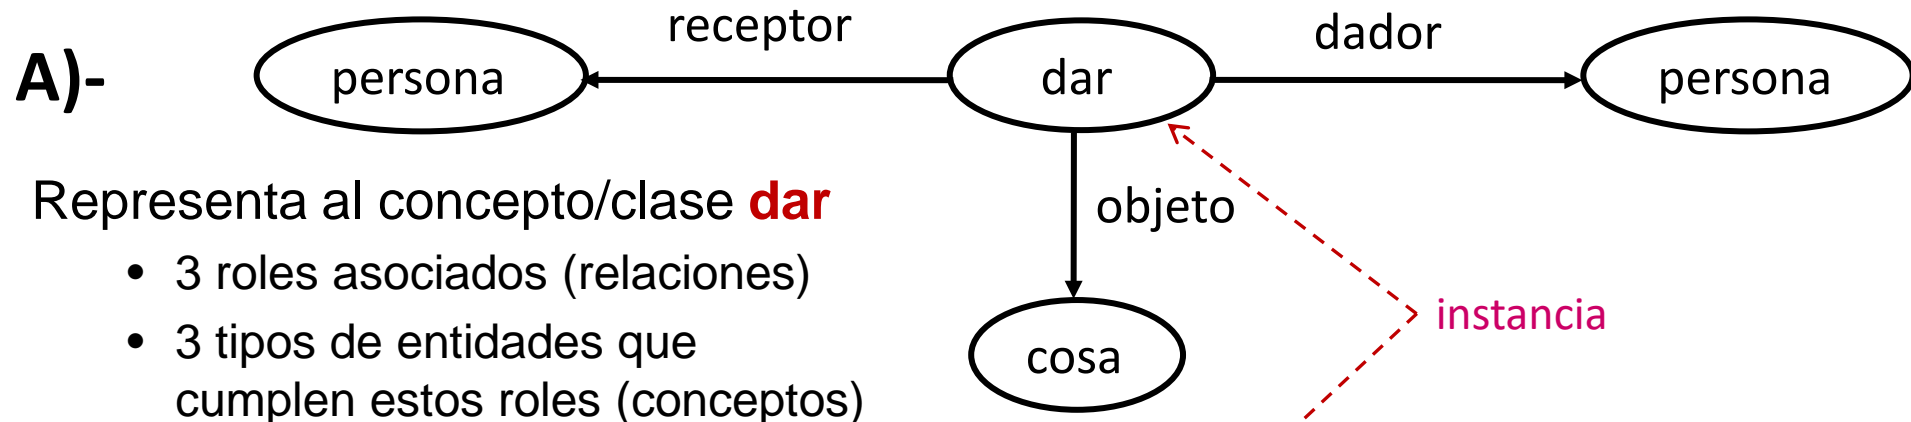 receptor
dador
A)-
persona
dar
persona
Representa al concepto/clase dar
objeto
• 3 roles asociados (relaciones)
instancia
• 3 tipos de entidades que
cumplen estos roles (conceptos)
cosa